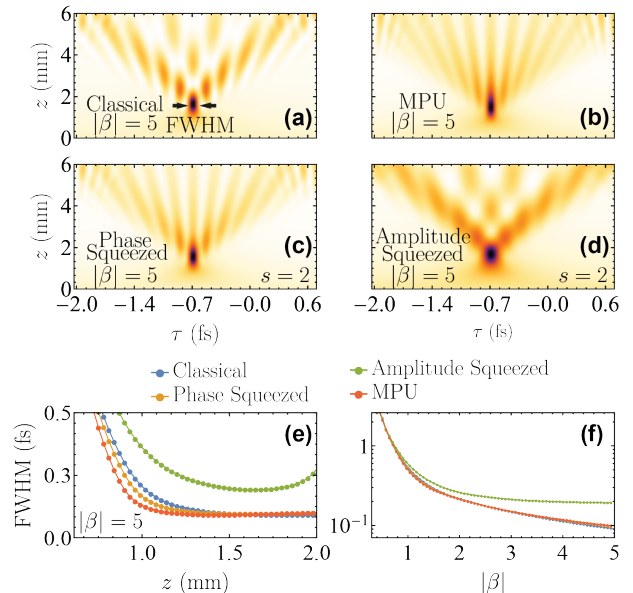 6
4
2
0
z (mm)
Classical
|β| = 5
FWHM
(a)
MPU
|β| = 5
(b)
6
4
2
0
z (mm)
Phase
Squeezed
|β| = 5
s = 2
(c)
Amplitude
Squeezed
|β| = 5
s = 2
(d)
−2.0 −1.4 −0.7 −0.0 0.6
τ (fs)
−2.0 −1.4 −0.7 −0.0 0.6
τ (fs)
Classical
Phase Squeezed
Amplitude Squeezed
MPU
0.5
0.3
0.0
FWHM (fs)
|β| = 5
(e)
1.0 1.5 2.0
z (mm)
1
10⁻¹
(f)
1 2 3 4 5
|β|